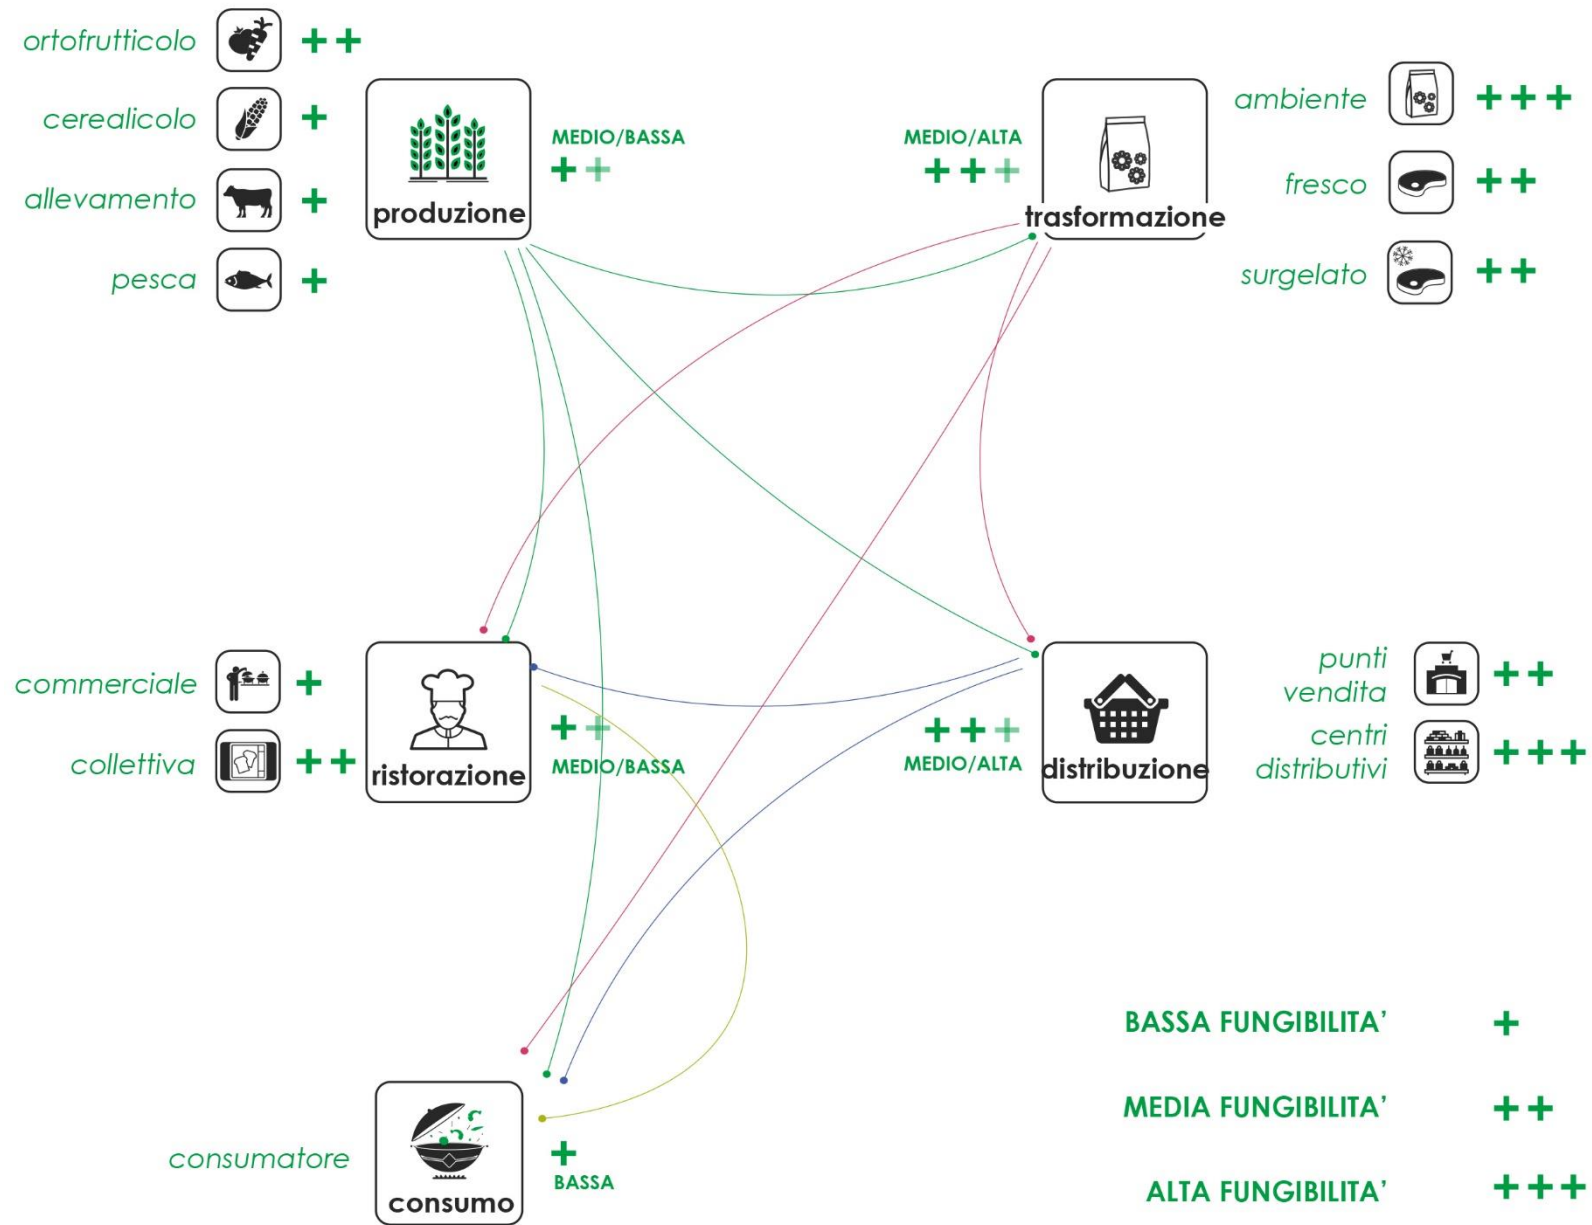 ortofrutticolo ++
cerealicolo +
allevamento +
pesca +
produzione
MEDIO/BASSA
++
MEDIO/ALTA
+++
trasformazione
ambiente +++
fresco ++
surgelato ++
commerciale +
collettiva ++
ristorazione
++
MEDIO/BASSA
+++
MEDIO/ALTA
distribuzione
punti
vendita ++
centri
distributivi +++
consumatore
consumo
+
BASSA
BASSA FUNGIBILITA’ +
MEDIA FUNGIBILITA’ ++
ALTA FUNGIBILITA’ +++